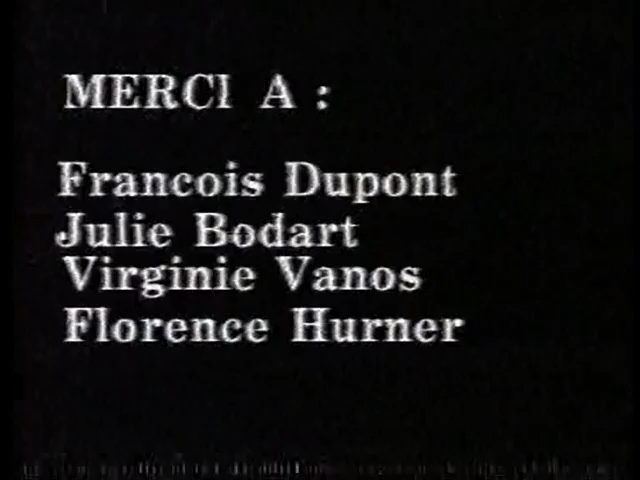 MERCI A :
Francois Dupont
Julie Bodart
Virginie Vanos
Florence Hurner